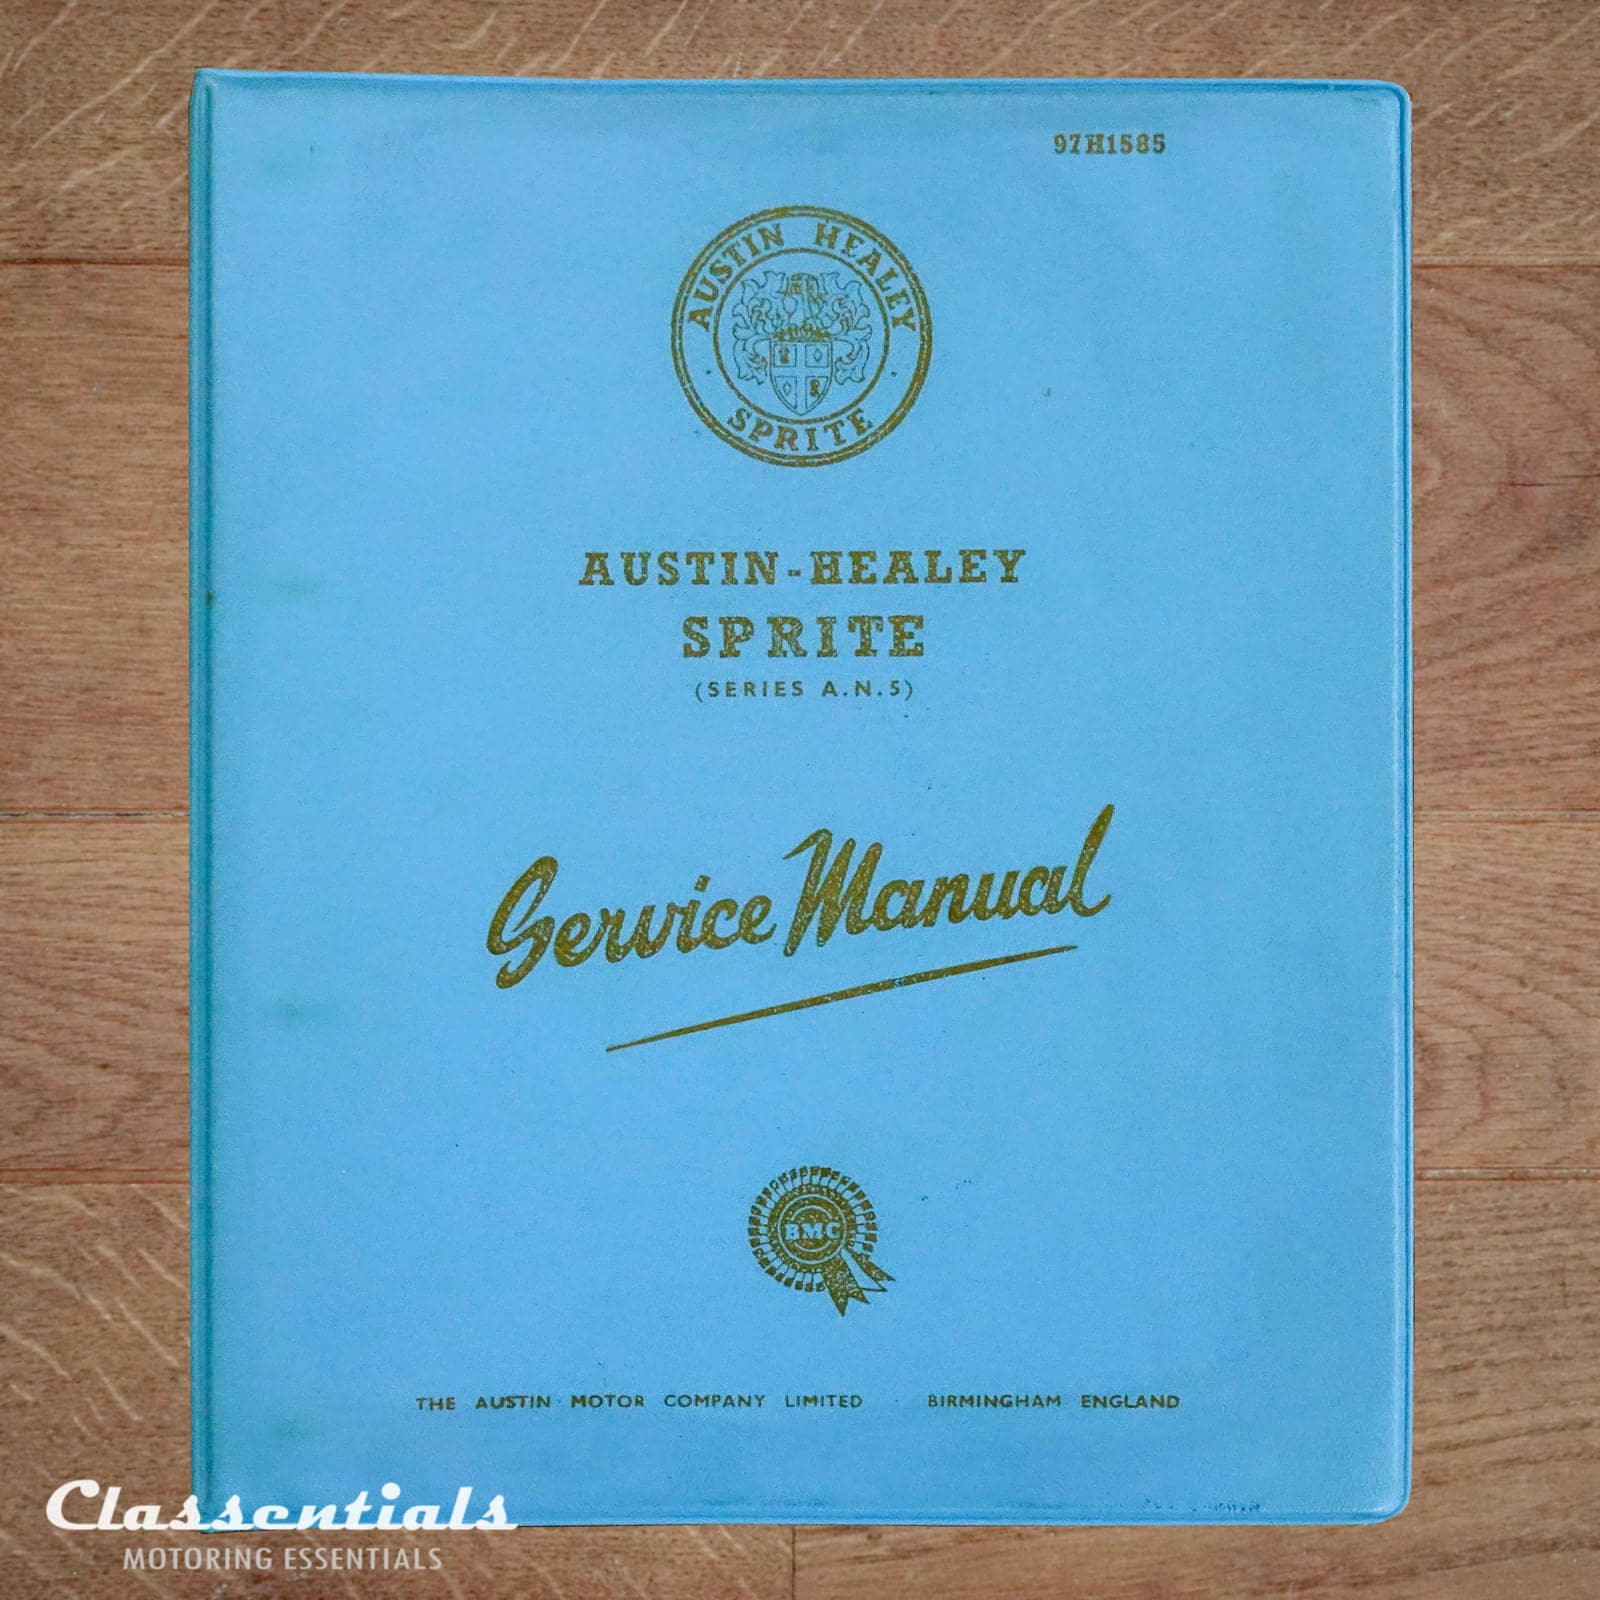 97H1585
AUSTIN HEALEY
SPRITE
AUSTIN-HEALEY
SPRITE
(SERIES A.N.5)
Service Manual
BMC
THE AUSTIN MOTOR COMPANY LIMITED · BIRMINGHAM ENGLAND
Classentials
MOTORING ESSENTIALS